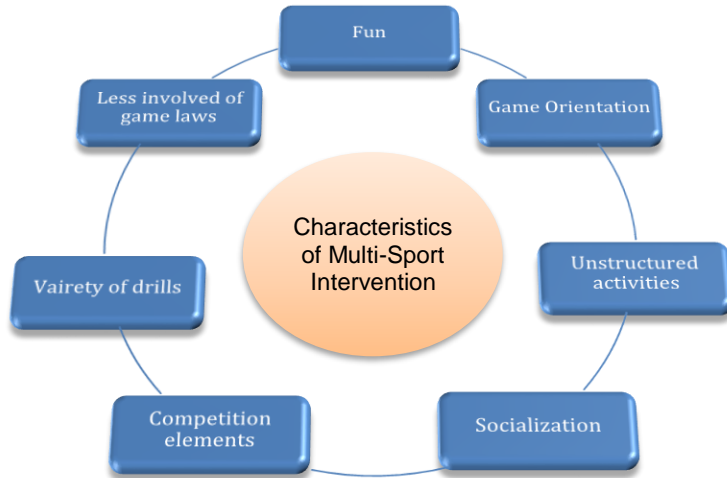 Fun
Game Orientation
Unstructured
activities
Socialization
Competition
elements
Vairety of drills
Less involved of
game laws
Characteristics
of Multi-Sport
Intervention